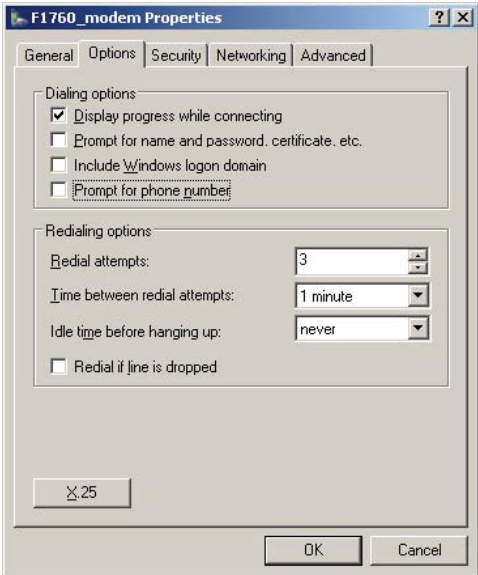 F1760_modem Properties
General Options Security Networking Advanced
Dialing options
Display progress while connecting
Prompt for name and password. certificate. etc.
Include Windows logon domain
Prompt for phone number
Redialing options
Redial attempts: 3
Time between redial attempts: 1 minute
Idle time before hanging up: never
Redial if line is dropped
X.25
OK Cancel